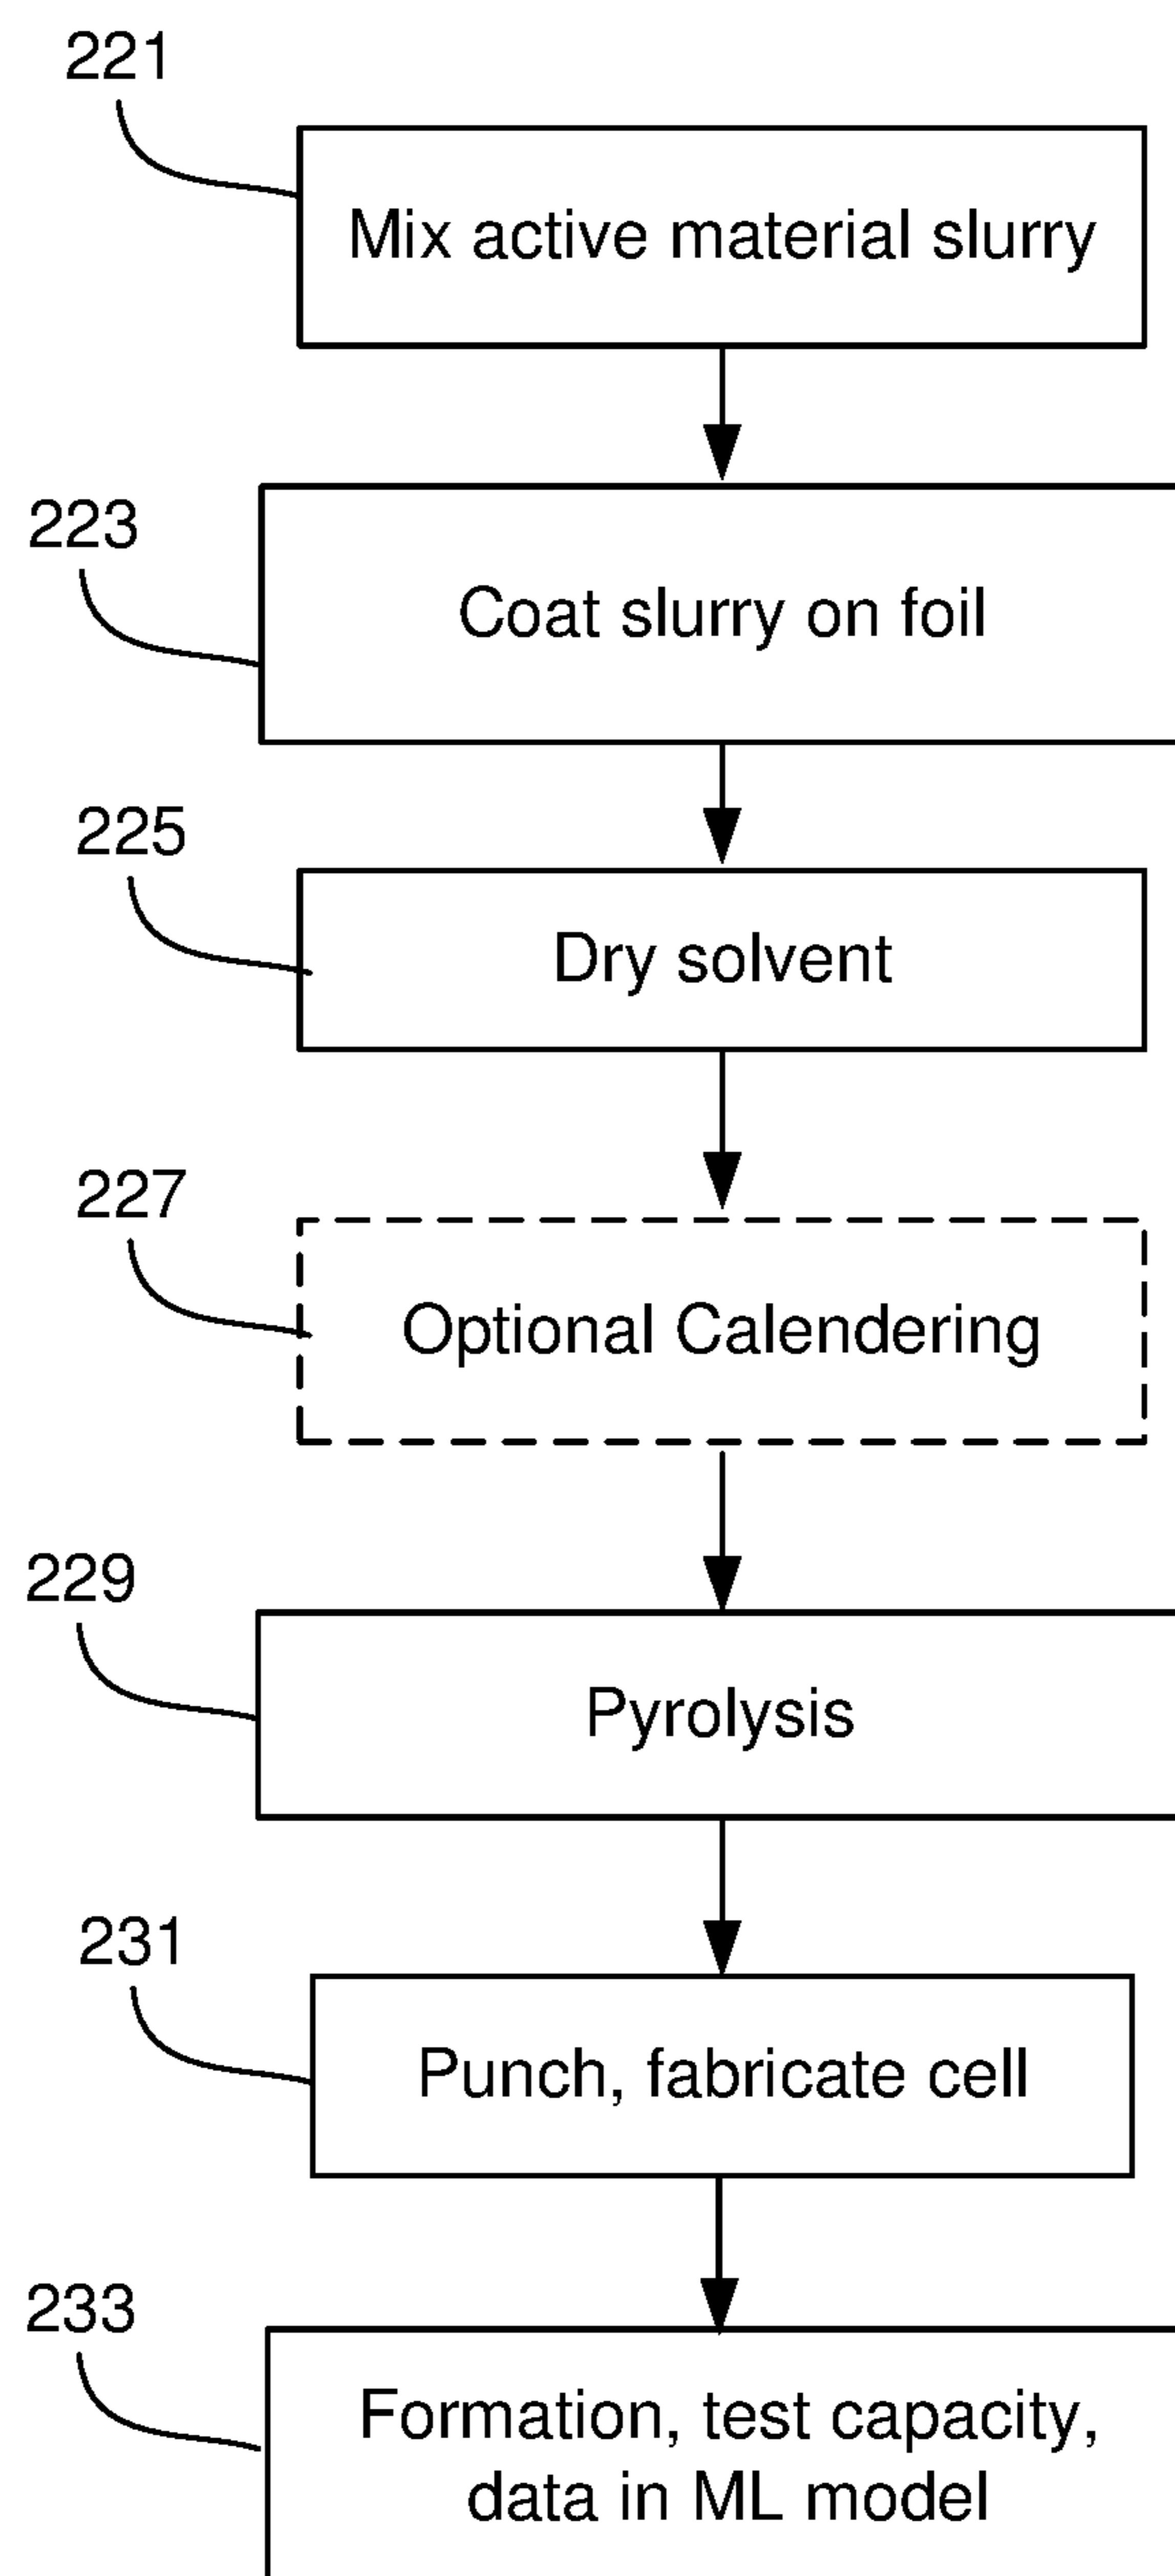 221
Mix active material slurry
223
Coat slurry on foil
225
Dry solvent
227
Optional Calendering
229
Pyrolysis
231
Punch, fabricate cell
233
Formation, test capacity,
data in ML model